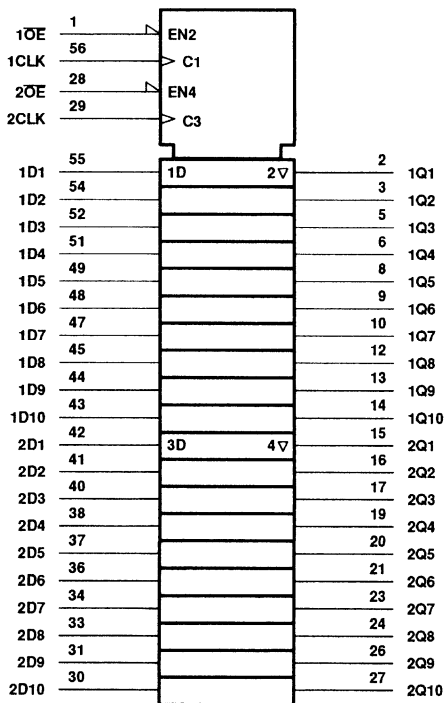 1O̅E̅ 1 EN2
1CLK 56 C1
2O̅E̅ 28 EN4
2CLK 29 C3
1D1 55 1D 2▽ 2 1Q1
1D2 54 3 1Q2
1D3 52 5 1Q3
1D4 51 6 1Q4
1D5 49 8 1Q5
1D6 48 9 1Q6
1D7 47 10 1Q7
1D8 45 12 1Q8
1D9 44 13 1Q9
1D10 43 14 1Q10
2D1 42 3D 4▽ 15 2Q1
2D2 41 16 2Q2
2D3 40 17 2Q3
2D4 38 19 2Q4
2D5 37 20 2Q5
2D6 36 21 2Q6
2D7 34 23 2Q7
2D8 33 24 2Q8
2D9 31 26 2Q9
2D10 30 27 2Q10